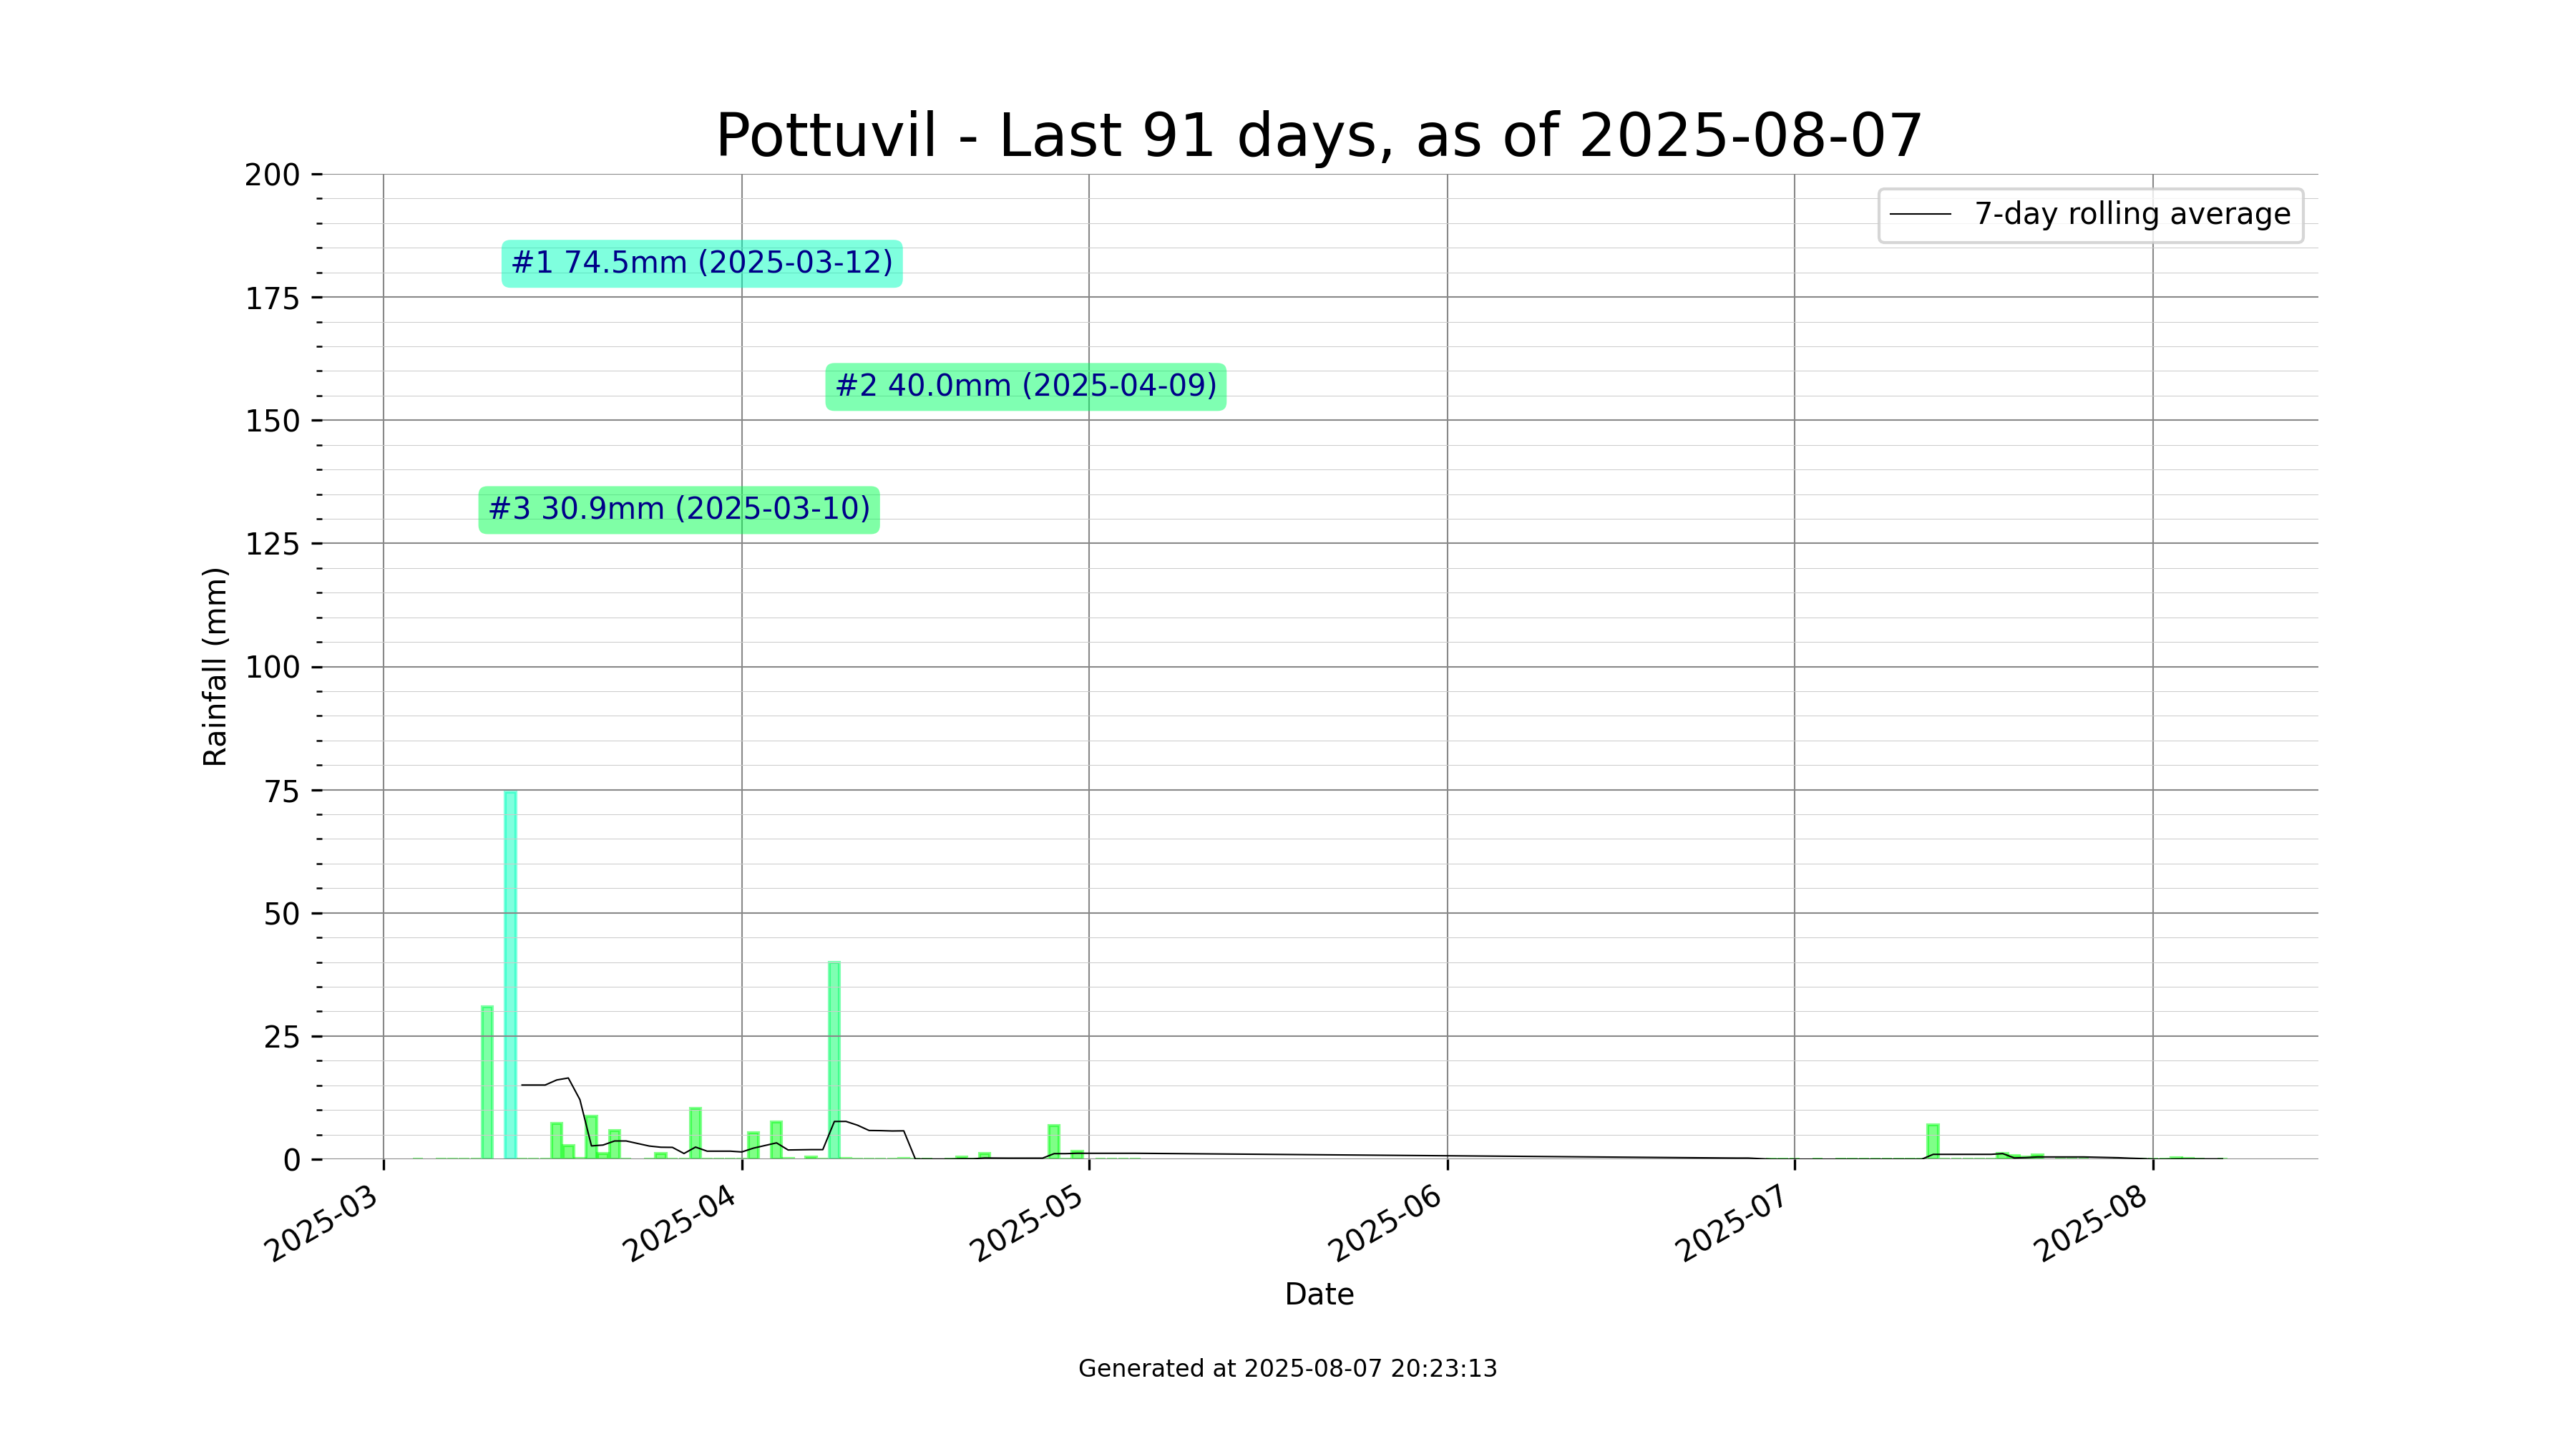 Pottuvil - Last 91 days, as of 2025-08-07
7-day rolling average
#1 74.5mm (2025-03-12)
#2 40.0mm (2025-04-09)
#3 30.9mm (2025-03-10)
Rainfall (mm)
200
175
150
125
100
75
50
25
0
2025-03
2025-04
2025-05
2025-06
2025-07
2025-08
Date
Generated at 2025-08-07 20:23:13